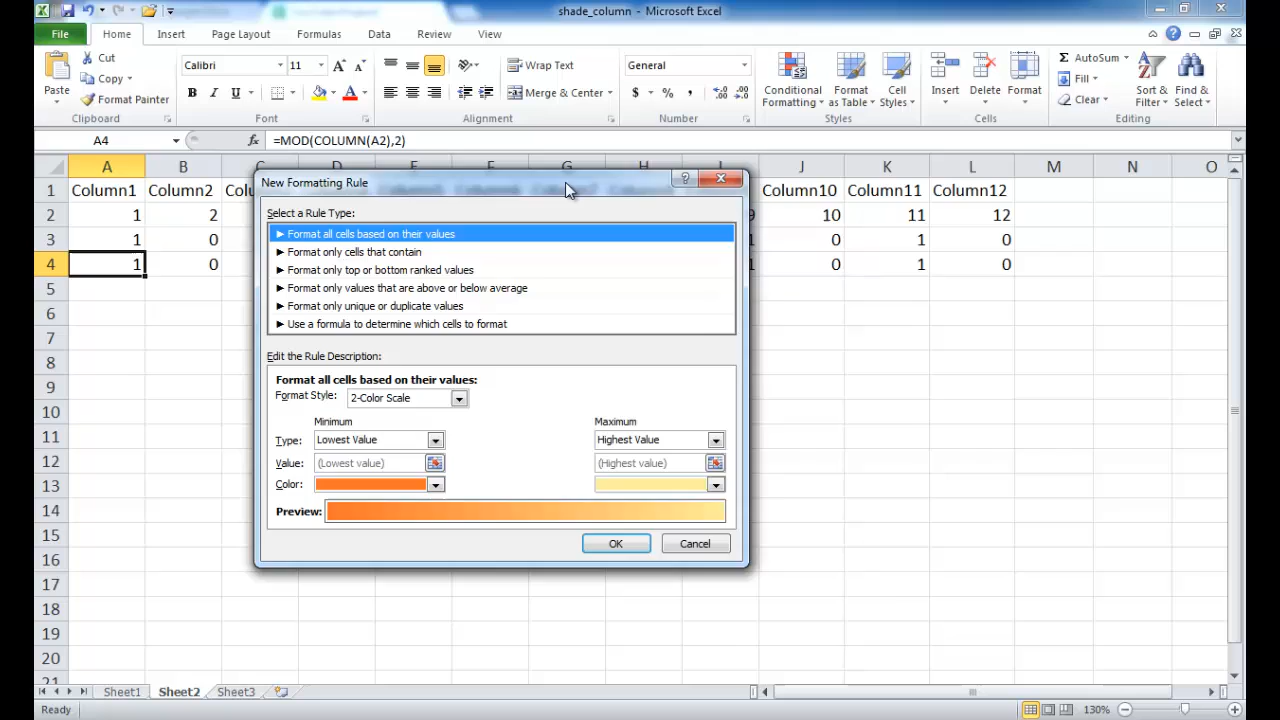 shade_column - Microsoft Excel
File Home Insert Page Layout Formulas Data Review View
Paste
Cut
Copy
Format Painter
Clipboard
Calibri 11
B I U
Font
Wrap Text
Merge & Center
Alignment
General
$ % ,
Number
Conditional Formatting
Format as Table
Cell Styles
Styles
Insert Delete Format
Cells
AutoSum
Fill
Clear
Sort & Filter
Find & Select
Editing
A4 fx =MOD(COLUMN(A2),2)
A B C D E F G H I J K L M N O
1 Column1 Column2 Column10 Column11 Column12
2 1 2 9 10 11 12
3 1 0 1 0 1 0
4 1 0 1 0 1 0
5
6
7
8
9
10
11
12
13
14
15
16
17
18
19
20
21
New Formatting Rule
Select a Rule Type:
► Format all cells based on their values
► Format only cells that contain
► Format only top or bottom ranked values
► Format only values that are above or below average
► Format only unique or duplicate values
► Use a formula to determine which cells to format
Edit the Rule Description:
Format all cells based on their values:
Format Style: 2-Color Scale
Minimum Maximum
Type: Lowest Value Highest Value
Value: (Lowest value) (Highest value)
Color:
Preview:
OK Cancel
Sheet1 Sheet2 Sheet3
Ready 130%